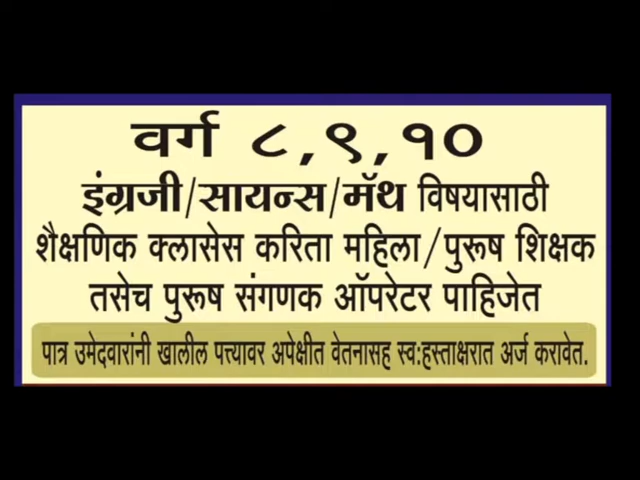 वर्ग ८,९,१०
इंग्रजी/सायन्स/मॅथ विषयासाठी
शैक्षणिक क्लासेस करिता महिला/पुरूष शिक्षक
तसेच पुरूष संगणक ऑपरेटर पाहिजेत
पात्र उमेदवारांनी खालील पत्त्यावर अपेक्षीत वेतनासह स्व:हस्ताक्षरात अर्ज करावेत.